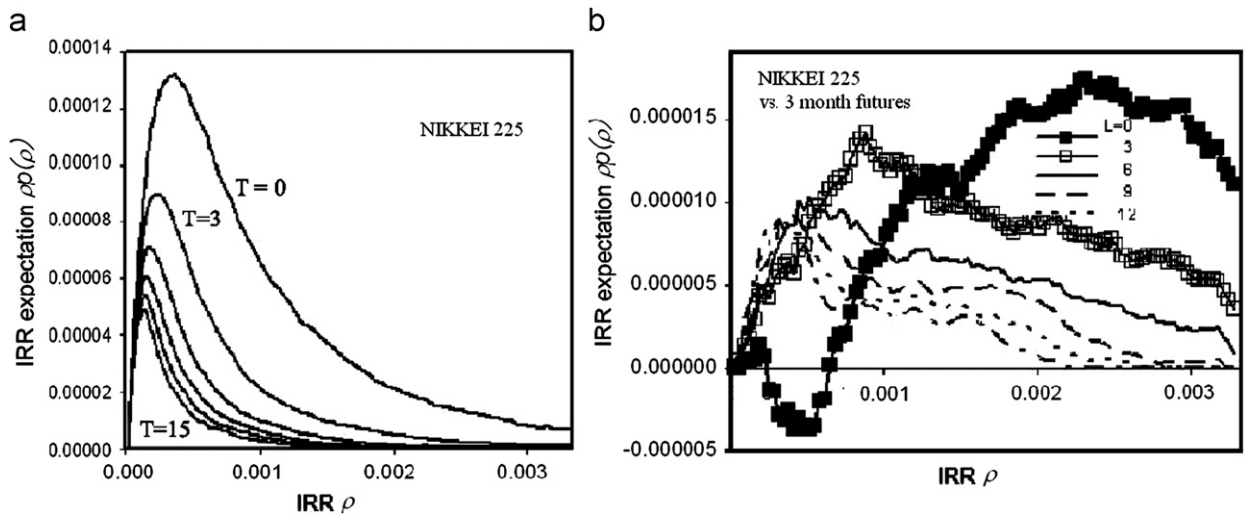 a
IRR expectation ρp(ρ)
0.00014
0.00012
0.00010
0.00008
0.00006
0.00004
0.00002
0.00000
NIKKEI 225
T = 0
T=3
T=15
0.000
0.001
0.002
0.003
IRR ρ
b
IRR expectation ρp(ρ)
0.000015
0.000010
0.000005
0.000000
-0.000005
NIKKEI 225
vs. 3 month futures
L=0
3
6
9
12
0.001
0.002
0.003
IRR ρ